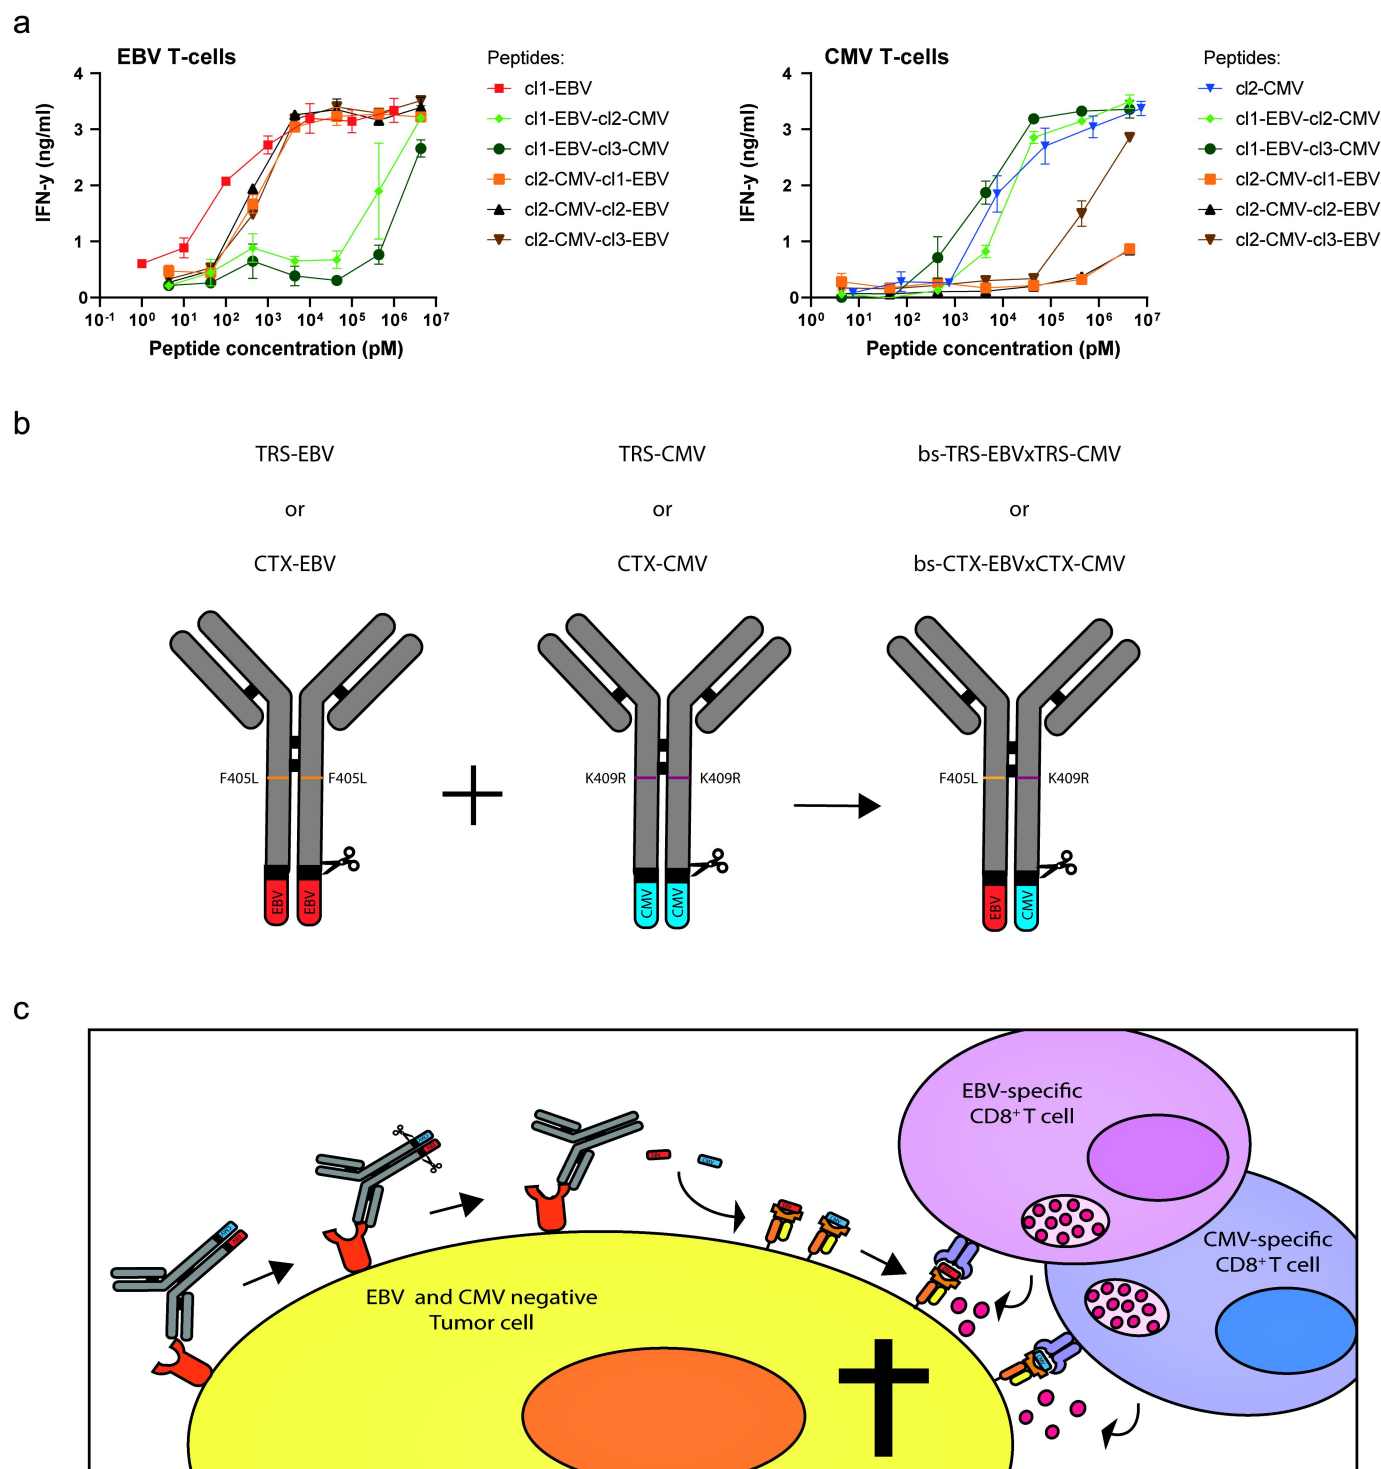 a
EBV T-cells
Peptides:
4
3
2
1
0
IFN-y (ng/ml)
10-1 100 101 102 103 104 105 106 107
Peptide concentration (pM)
cl1-EBV
cl1-EBV-cl2-CMV
cl1-EBV-cl3-CMV
cl2-CMV-cl1-EBV
cl2-CMV-cl2-EBV
cl2-CMV-cl3-EBV
CMV T-cells
Peptides:
4
3
2
1
0
IFN-y (ng/ml)
100 101 102 103 104 105 106 107
Peptide concentration (pM)
cl2-CMV
cl1-EBV-cl2-CMV
cl1-EBV-cl3-CMV
cl2-CMV-cl1-EBV
cl2-CMV-cl2-EBV
cl2-CMV-cl3-EBV
b
TRS-EBV TRS-CMV bs-TRS-EBVxTRS-CMV
or or or
CTX-EBV CTX-CMV bs-CTX-EBVxCTX-CMV
F405L F405L K409R K409R F405L K409R
EBV EBV CMV CMV EBV CMV
c
EBV-specific
CD8+ T cell
CMV-specific
CD8+ T cell
EBV and CMV negative
Tumor cell